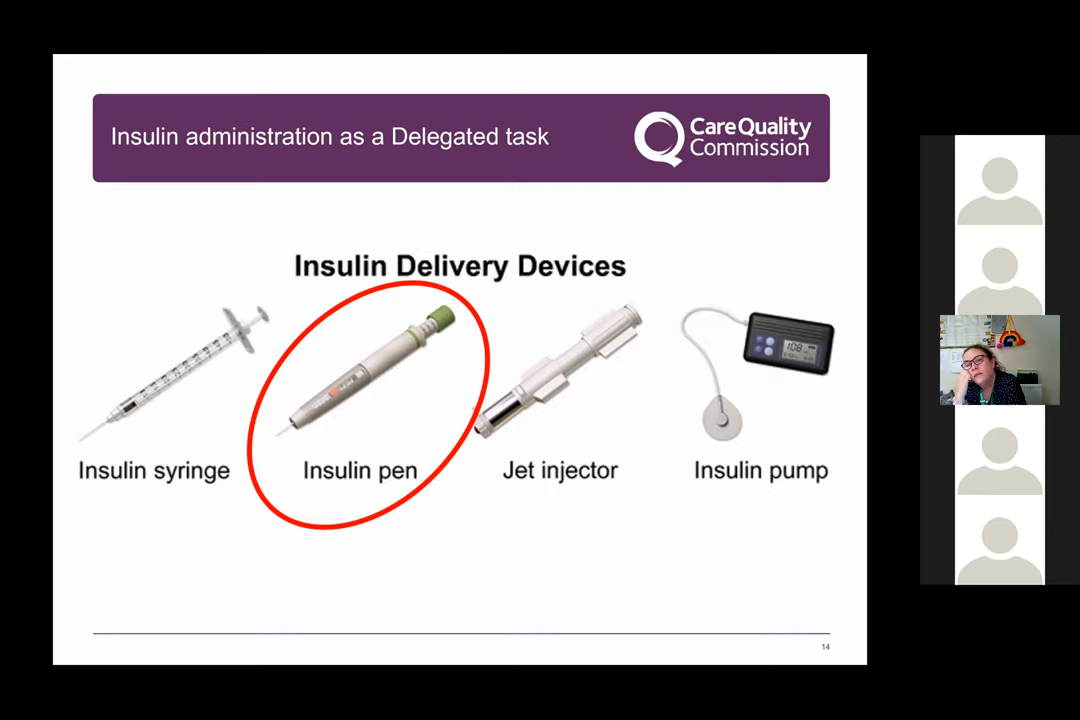 Insulin administration as a Delegated task
CareQuality
Commission
Insulin Delivery Devices
Insulin syringe
Insulin pen
Jet injector
Insulin pump
108
14